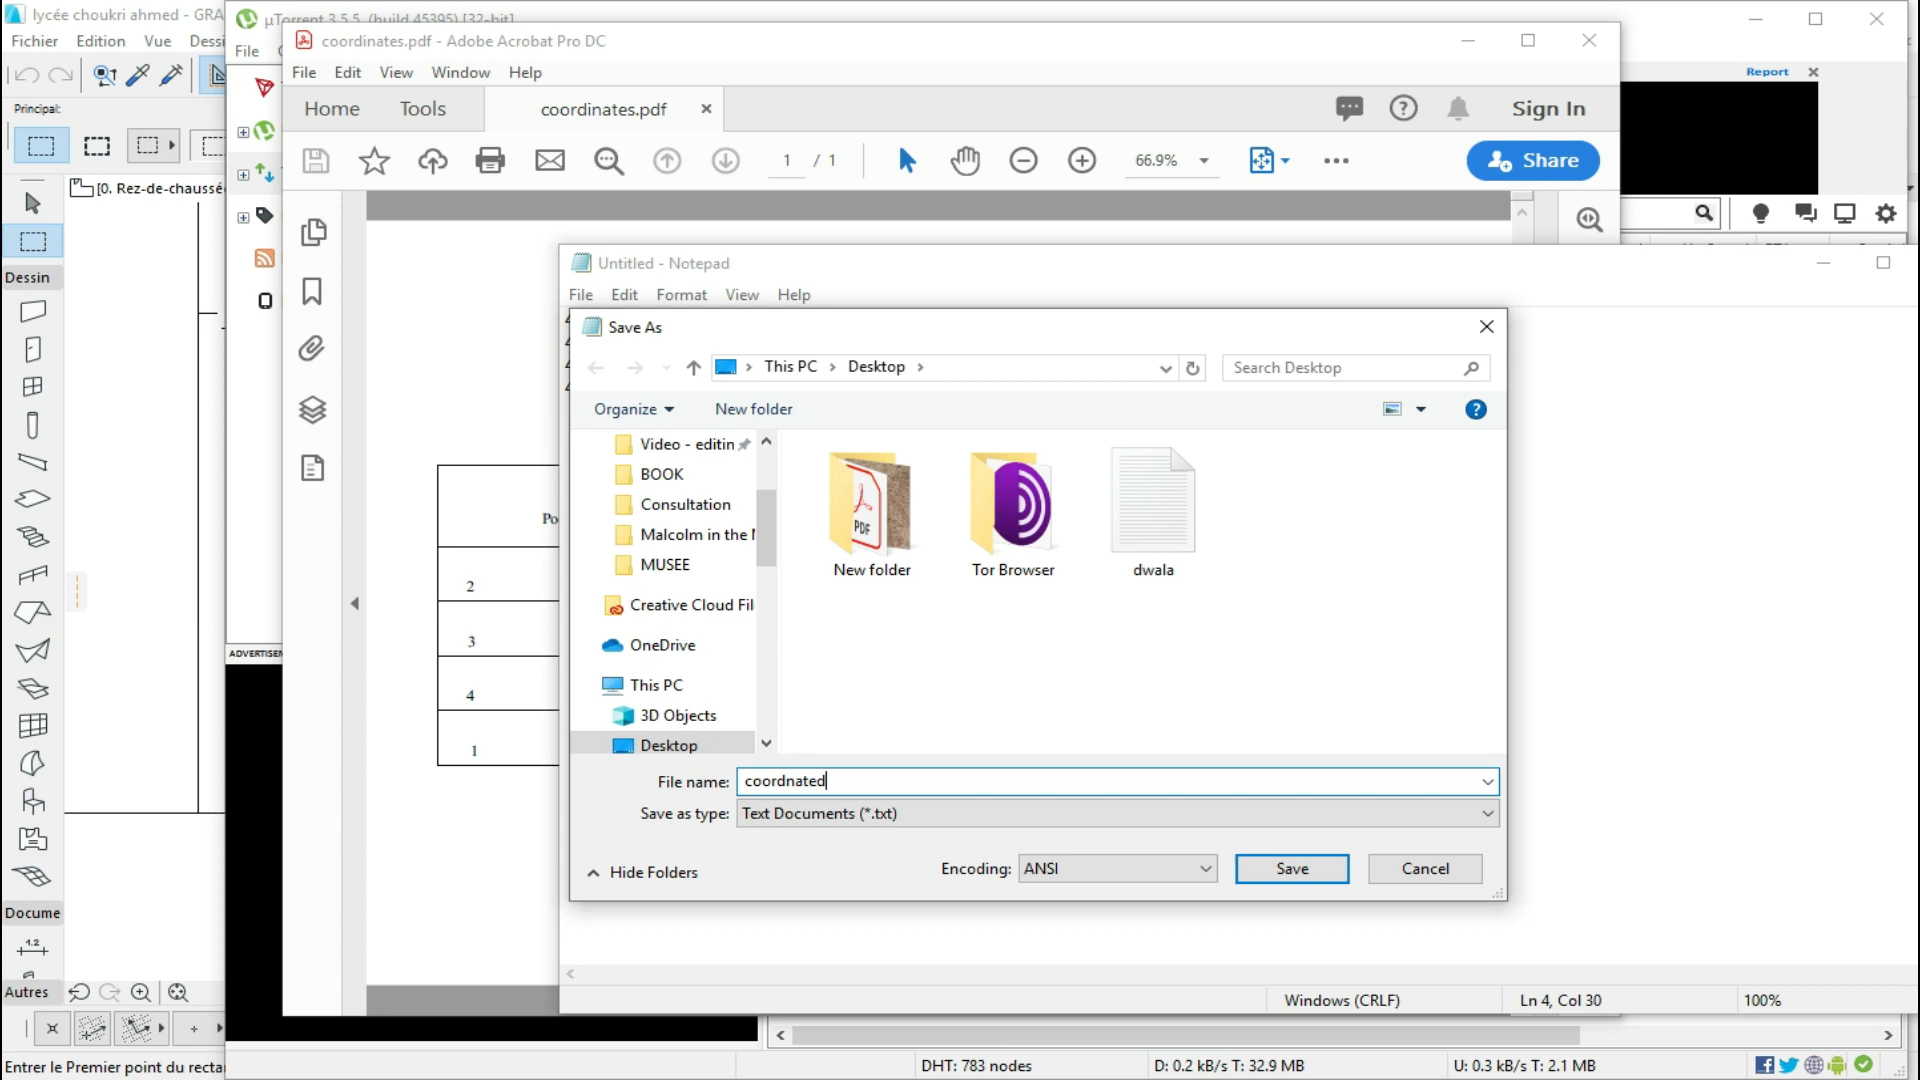 lycée choukri ahmed - GRA
Fichier Edition Vue Dessi
Principal:
[0. Rez-de-chaussée
Dessin
Docume
1.2
Autres
Entrer le Premier point du recta
µTorrent 3.5.5 (build 45395) [32-bit]
File
ADVERTISEM
Report
DHT: 783 nodes
D: 0.2 kB/s T: 32.9 MB
U: 0.3 kB/s T: 2.1 MB
coordinates.pdf - Adobe Acrobat Pro DC
File Edit View Window Help
Home Tools coordinates.pdf
Sign In
1 / 1
66.9%
Share
Po
2
3
4
1
Untitled - Notepad
File Edit Format View Help
Save As
This PC > Desktop >
Search Desktop
Organize New folder
Video - editin
BOOK
Consultation
Malcolm in the
MUSEE
Creative Cloud Fil
OneDrive
This PC
3D Objects
Desktop
PDF
New folder
Tor Browser
dwala
File name: coordnated
Save as type: Text Documents (*.txt)
Hide Folders
Encoding: ANSI
Save
Cancel
Windows (CRLF)
Ln 4, Col 30
100%